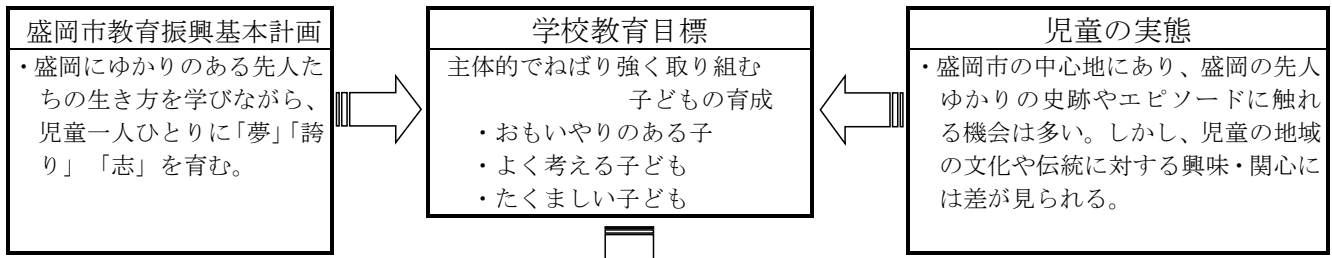 盛岡市教育振興基本計画
・盛岡にゆかりのある先人た
ちの生き方を学びながら、
児童一人ひとりに「夢」「誇
り」「志」を育む。
学校教育目標
主体的でねばり強く取り組む
子どもの育成
・おもいやりのある子
・よく考える子ども
・たくましい子ども
児童の実態
・盛岡市の中心地にあり、盛岡の先人
ゆかりの史跡やエピソードに触れ
る機会は多い。しかし、児童の地域
の文化や伝統に対する興味・関心に
は差が見られる。